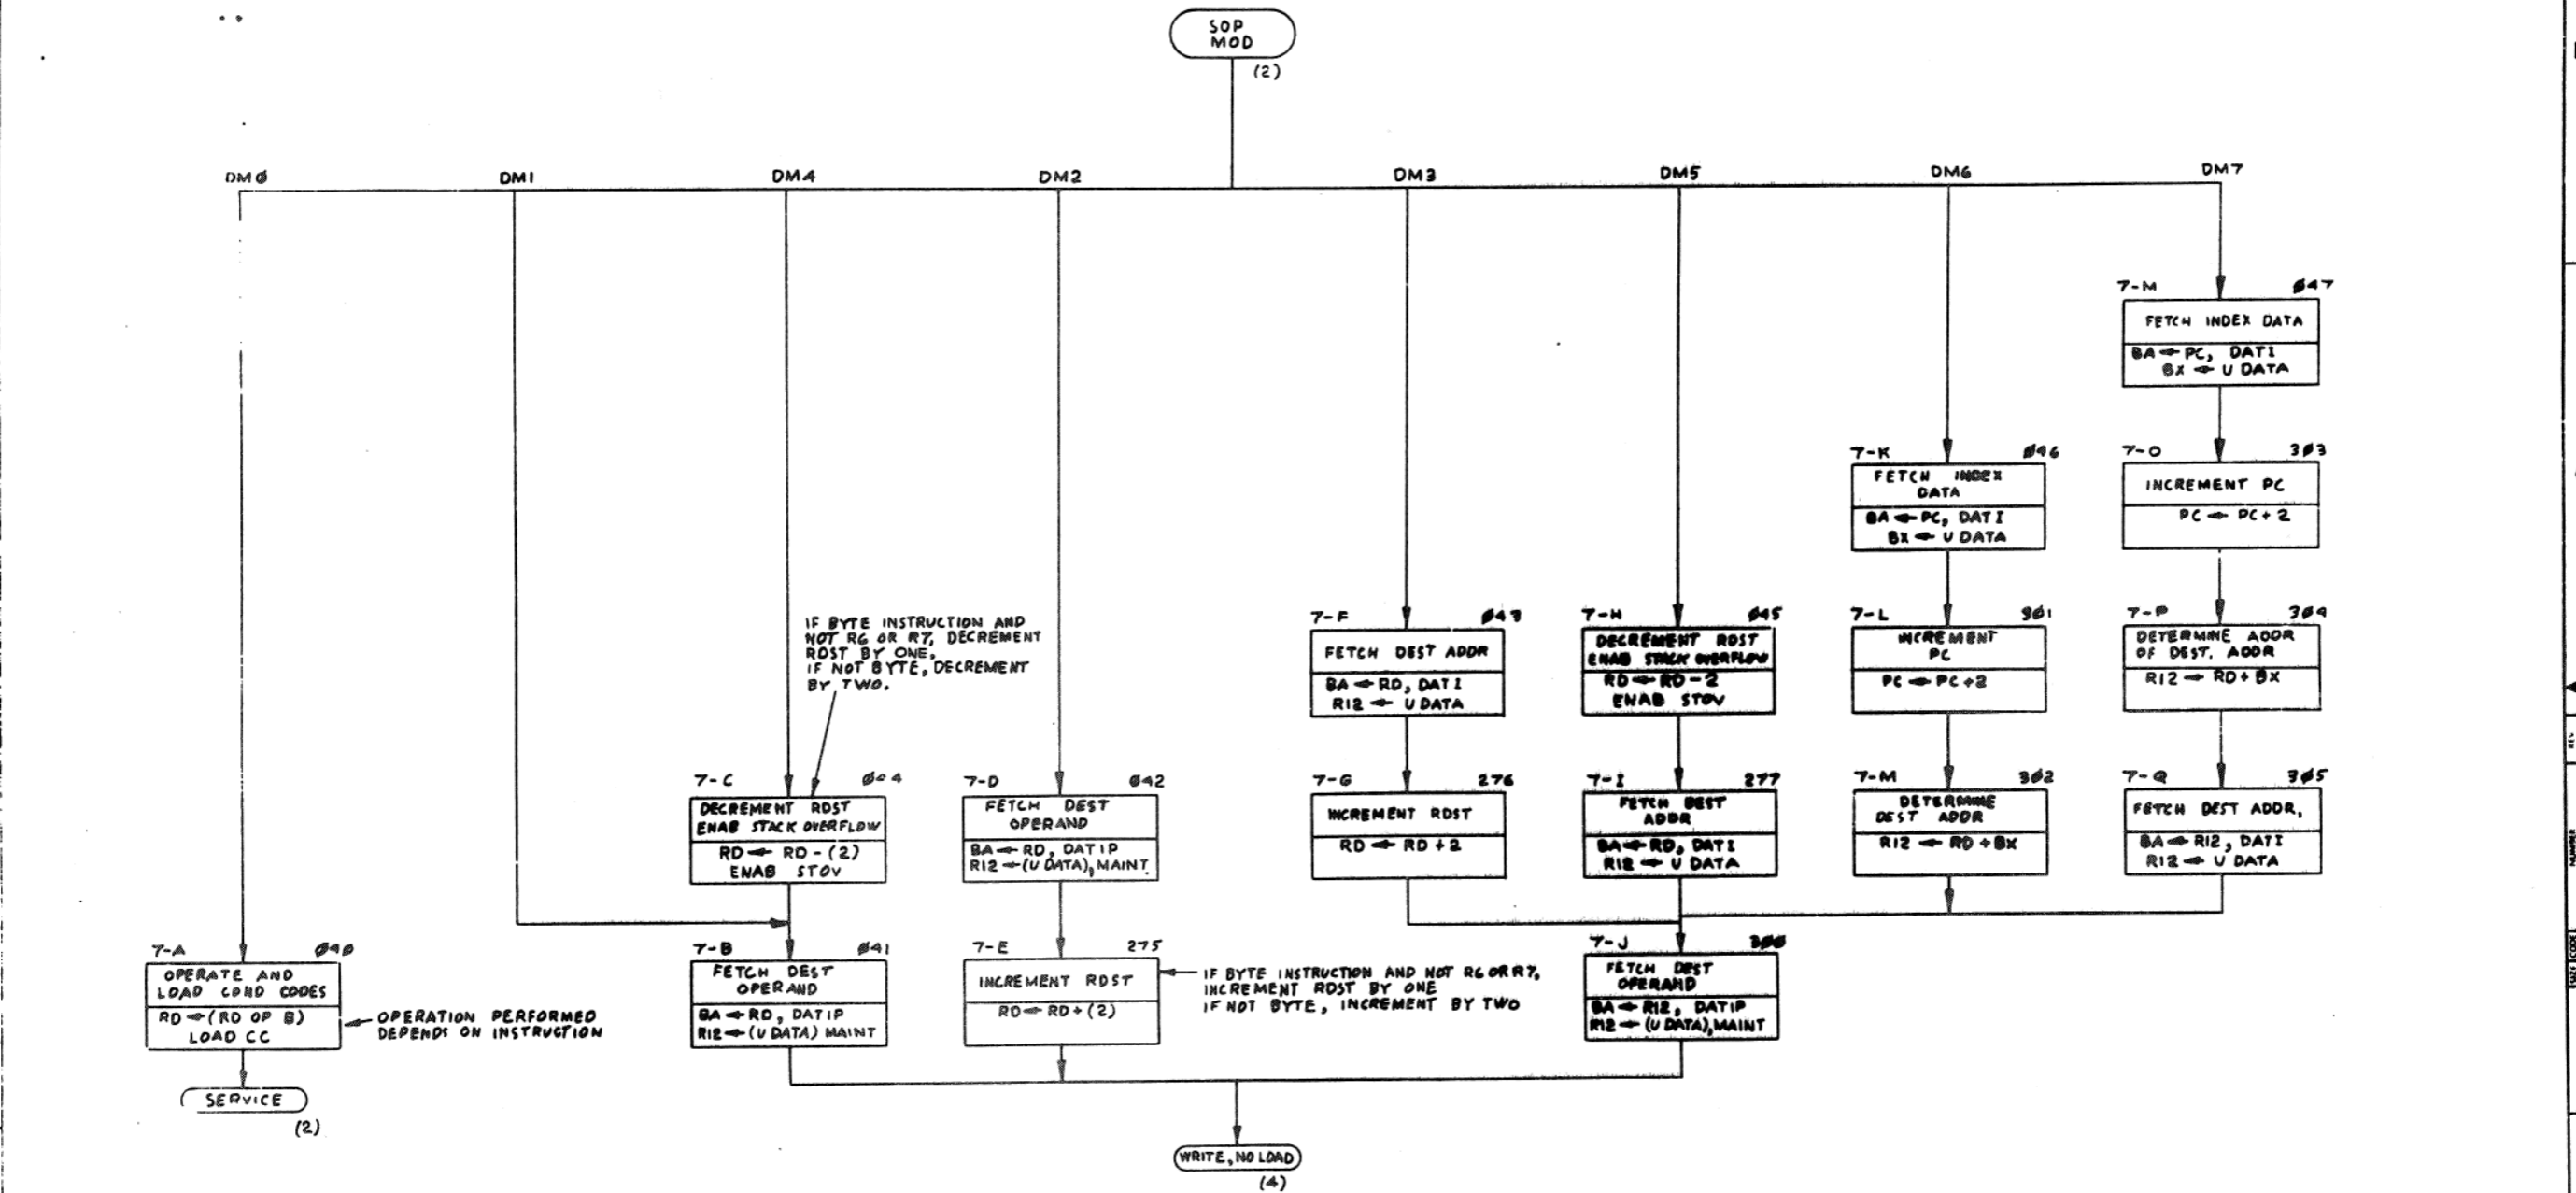 SOP
MOD
(2)
DMØ
DM1
DM4
DM2
DM3
DM5
DM6
DM7
7-M Ø47
FETCH INDEX DATA
BA ← PC, DATI
BX ← U DATA
7-K Ø46
FETCH INDEX
DATA
BA ← PC, DATI
BX ← U DATA
7-O 3Ø3
INCREMENT PC
PC ← PC + 2
IF BYTE INSTRUCTION AND
NOT R6 OR R7, DECREMENT
RDST BY ONE.
IF NOT BYTE, DECREMENT
BY TWO.
7-F Ø43
FETCH DEST ADDR
BA ← RD, DATI
R12 ← U DATA
7-H Ø45
DECREMENT RDST
ENAB STACK OVERFLOW
RD ← RD - 2
ENAB STOV
7-L 3Ø1
INCREMENT
PC
PC ← PC + 2
7-P 3Ø4
DETERMINE ADDR
OF DEST. ADDR
R12 ← RD + BX
7-C Ø44
DECREMENT RDST
ENAB STACK OVERFLOW
RD ← RD - (2)
ENAB STOV
7-D Ø42
FETCH DEST
OPERAND
BA ← RD, DATIP
R12 ← (U DATA), MAINT.
7-G 276
INCREMENT RDST
RD ← RD + 2
7-I 277
FETCH DEST
ADDR
BA ← RD, DATI
R12 ← U DATA
7-M 3Ø2
DETERMINE
DEST ADDR
R12 ← RD + BX
7-Q 3Ø5
FETCH DEST ADDR,
BA ← R12, DATI
R12 ← U DATA
7-A Ø4Ø
OPERATE AND
LOAD COND CODES
RD ← (RD OP B)
LOAD CC
OPERATION PERFORMED
DEPENDS ON INSTRUCTION
7-B Ø41
FETCH DEST
OPERAND
BA ← RD, DATIP
R12 ← (U DATA) MAINT
7-E 275
INCREMENT RDST
RD ← RD + (2)
IF BYTE INSTRUCTION AND NOT R6 OR R7,
INCREMENT RDST BY ONE
IF NOT BYTE, INCREMENT BY TWO
7-J 3ØØ
FETCH DEST
OPERAND
BA ← R12, DATIP
R12 ← (U DATA), MAINT
SERVICE
(2)
WRITE, NO LOAD
(4)
REV
NUMBER
SIZE CODE